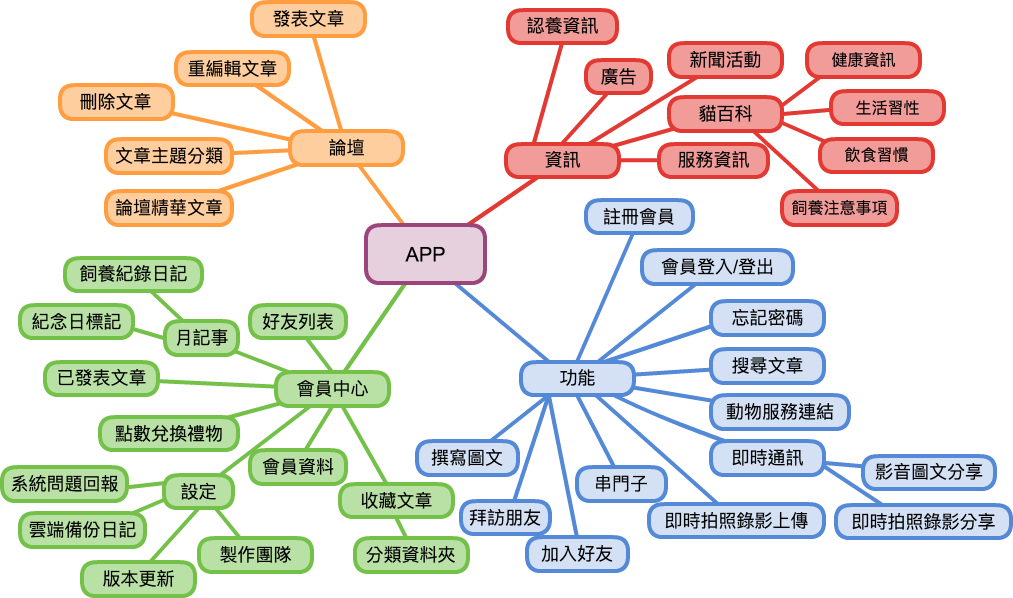 APP
論壇
發表文章
重編輯文章
刪除文章
文章主題分類
論壇精華文章
資訊
認養資訊
廣告
新聞活動
貓百科
健康資訊
生活習性
飲食習慣
飼養注意事項
服務資訊
會員中心
好友列表
月記事
飼養紀錄日記
紀念日標記
已發表文章
點數兌換禮物
設定
系統問題回報
雲端備份日記
版本更新
製作團隊
會員資料
收藏文章
分類資料夾
功能
註冊會員
會員登入/登出
忘記密碼
搜尋文章
動物服務連結
即時通訊
影音圖文分享
即時拍照錄影分享
即時拍照錄影上傳
串門子
加入好友
拜訪朋友
撰寫圖文